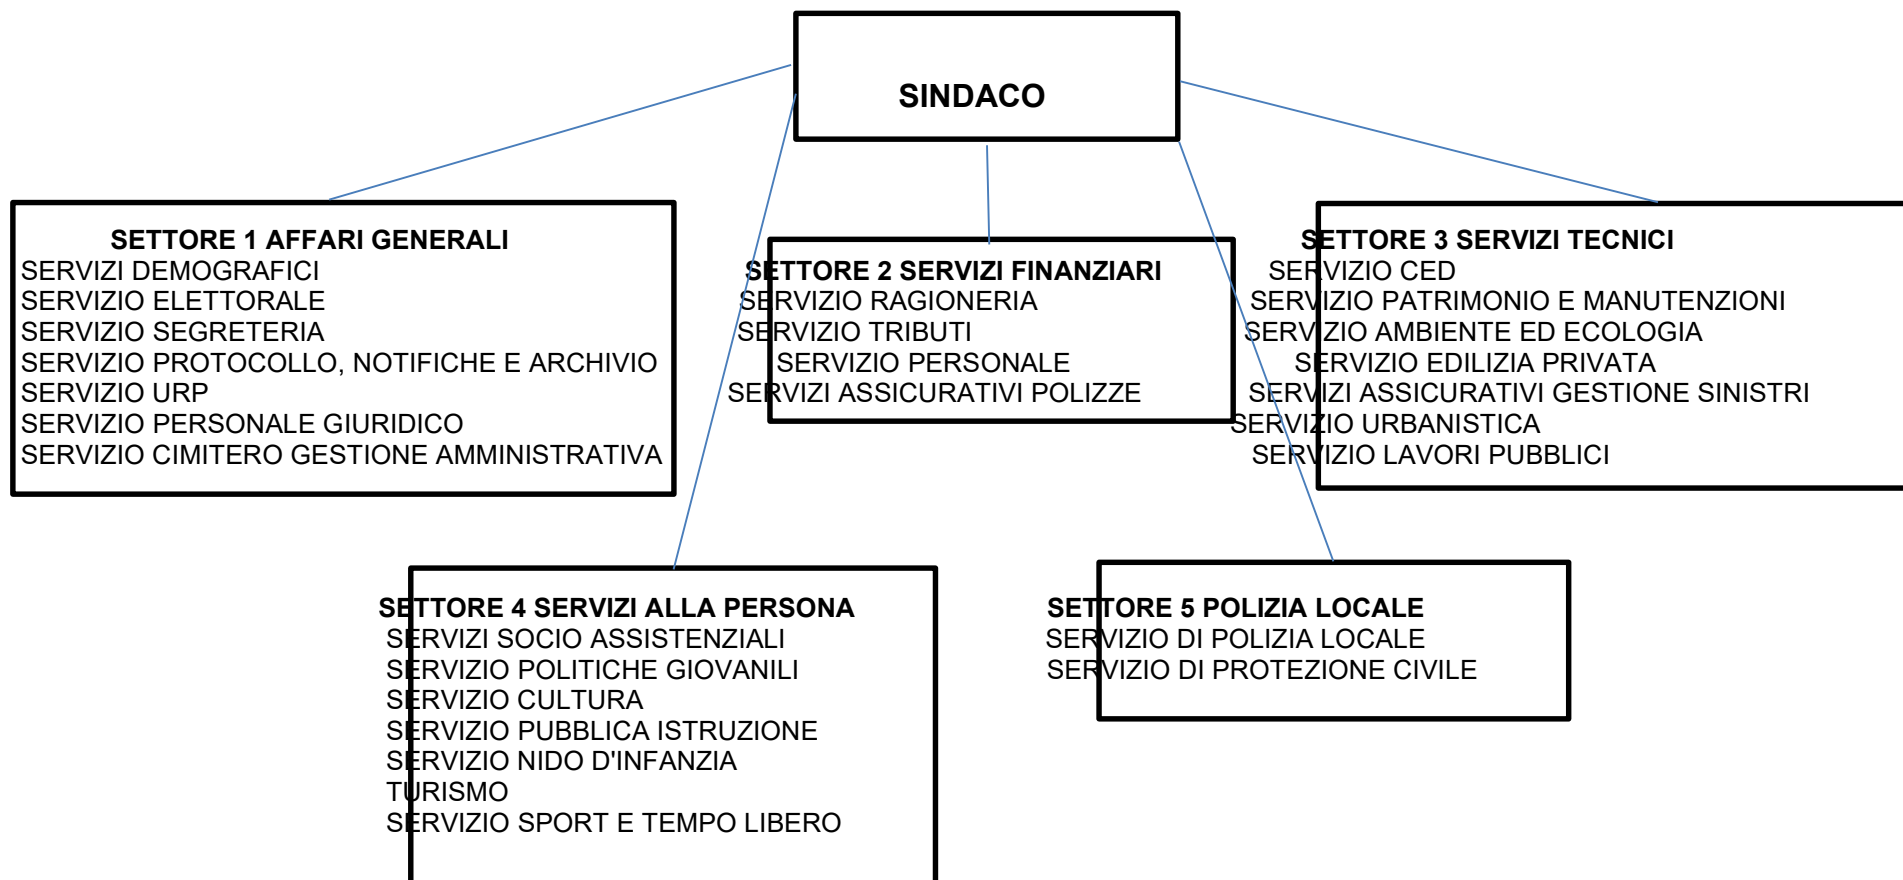 SINDACO
SETTORE 1 AFFARI GENERALI
SERVIZI DEMOGRAFICI
SERVIZIO ELETTORALE
SERVIZIO SEGRETERIA
SERVIZIO PROTOCOLLO, NOTIFICHE E ARCHIVIO
SERVIZIO URP
SERVIZIO PERSONALE GIURIDICO
SERVIZIO CIMITERO GESTIONE AMMINISTRATIVA
SETTORE 2 SERVIZI FINANZIARI
SERVIZIO RAGIONERIA
SERVIZIO TRIBUTI
SERVIZIO PERSONALE
SERVIZI ASSICURATIVI POLIZZE
SETTORE 3 SERVIZI TECNICI
SERVIZIO CED
SERVIZIO PATRIMONIO E MANUTENZIONI
SERVIZIO AMBIENTE ED ECOLOGIA
SERVIZIO EDILIZIA PRIVATA
SERVIZI ASSICURATIVI GESTIONE SINISTRI
SERVIZIO URBANISTICA
SERVIZIO LAVORI PUBBLICI
SETTORE 4 SERVIZI ALLA PERSONA
SERVIZI SOCIO ASSISTENZIALI
SERVIZIO POLITICHE GIOVANILI
SERVIZIO CULTURA
SERVIZIO PUBBLICA ISTRUZIONE
SERVIZIO NIDO D'INFANZIA
TURISMO
SERVIZIO SPORT E TEMPO LIBERO
SETTORE 5 POLIZIA LOCALE
SERVIZIO DI POLIZIA LOCALE
SERVIZIO DI PROTEZIONE CIVILE